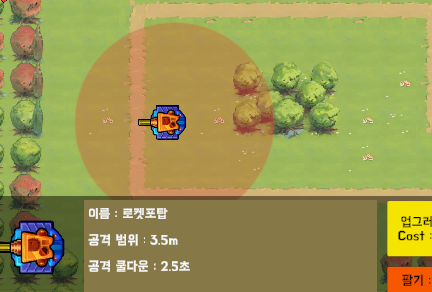 이름 : 로켓포탑
공격 범위 : 3.5m
공격 쿨다운 : 2.5초
업그레
Cost :
팔기 :